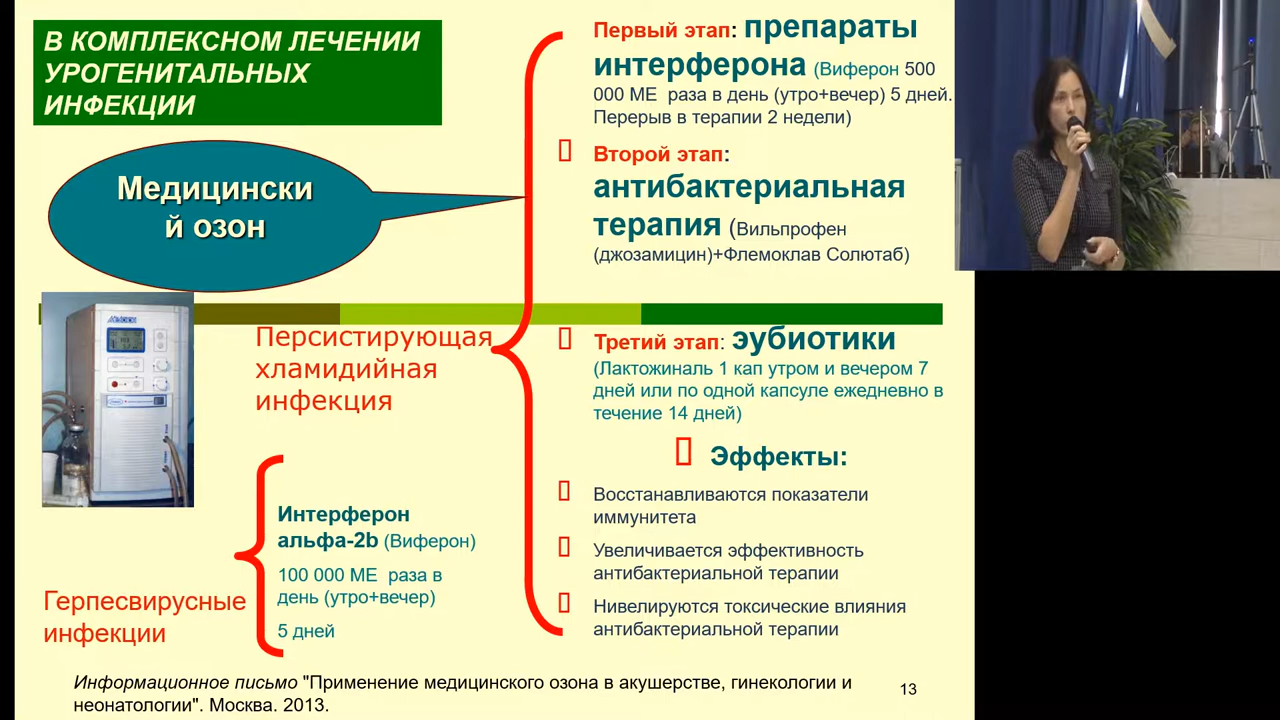 В КОМПЛЕКСНОМ ЛЕЧЕНИИ
УРОГЕНИТАЛЬНЫХ
ИНФЕКЦИИ
Медицински
й озон
Первый этап: препараты
интерферона (Виферон 500
000 МЕ раза в день (утро+вечер) 5 дней.
Перерыв в терапии 2 недели)
Второй этап:
антибактериальная
терапия (Вильпрофен
(джозамицин)+Флемоклав Солютаб)
Персистирующая
хламидийная
инфекция
Третий этап: эубиотики
(Лактожиналь 1 кап утром и вечером 7
дней или по одной капсуле ежедневно в
течение 14 дней)
Эффекты:
Восстанавливаются показатели
иммунитета
Увеличивается эффективность
антибактериальной терапии
Нивелируются токсические влияния
антибактериальной терапии
Герпесвирусные
инфекции
Интерферон
альфа-2b (Виферон)
100 000 МЕ раза в
день (утро+вечер)
5 дней
Информационное письмо "Применение медицинского озона в акушерстве, гинекологии и
неонатологии". Москва. 2013.
13